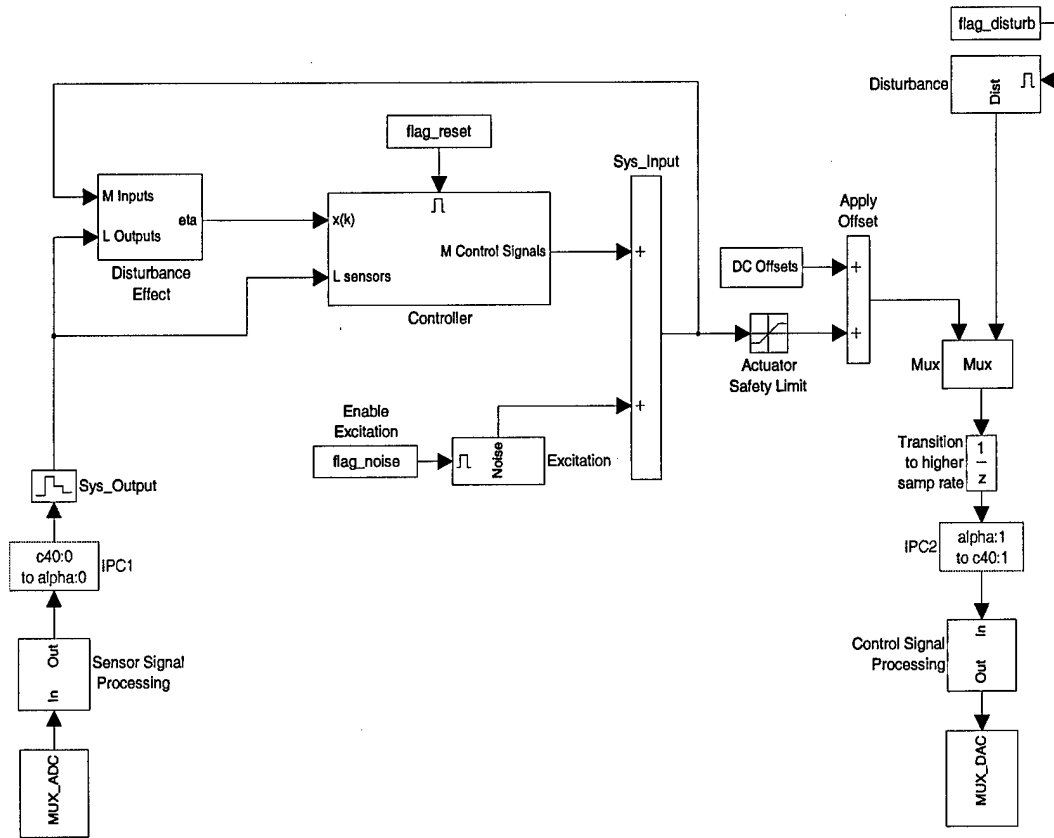 flag_disturb
Disturbance
Dist
flag_reset
Sys_Input
M Inputs
eta
L Outputs
Disturbance
Effect
x(k)
M Control Signals
L sensors
Controller
+
+
Apply
Offset
DC Offsets
+
+
Actuator
Safety Limit
Mux
Mux
Enable
Excitation
flag_noise
Noise
Excitation
Transition
to higher
samp rate
1
z
Sys_Output
c40:0
to alpha:0
IPC1
IPC2
alpha:1
to c40:1
Out
In
Sensor Signal
Processing
Control Signal
Processing
In
Out
MUX_ADC
MUX_DAC